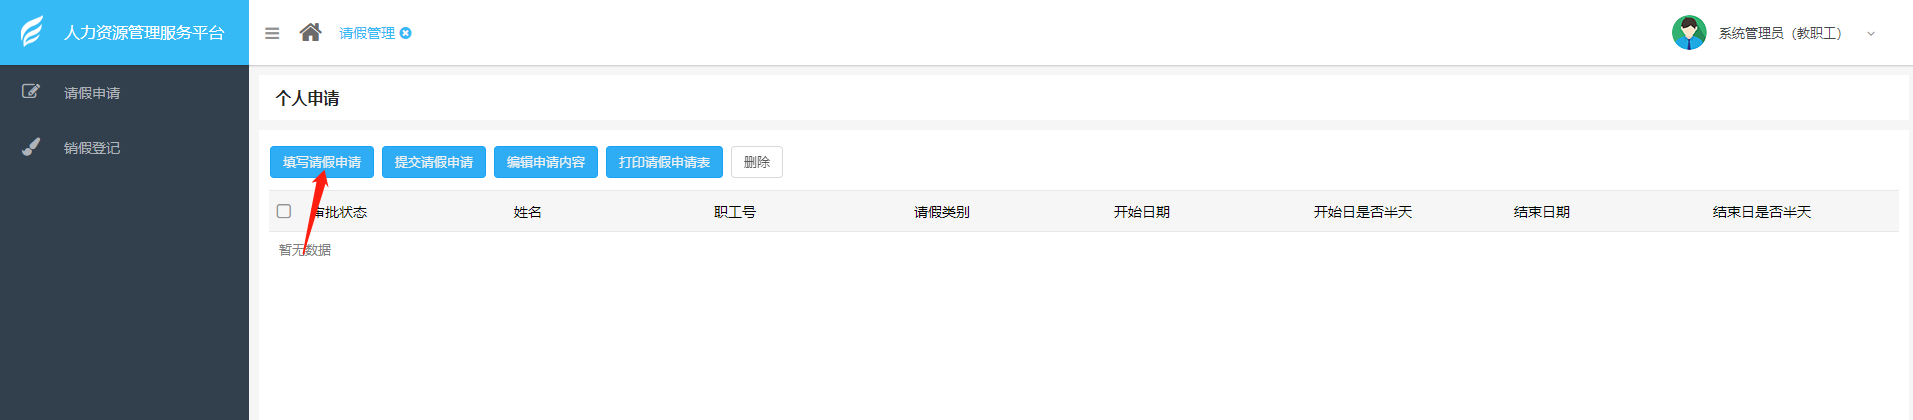 人力资源管理服务平台
请假管理
系统管理员（教职工）
请假申请
销假登记
个人申请
填写请假申请 提交请假申请 编辑申请内容 打印请假申请表 删除
审批状态 姓名 职工号 请假类别 开始日期 开始日是否半天 结束日期 结束日是否半天
暂无数据